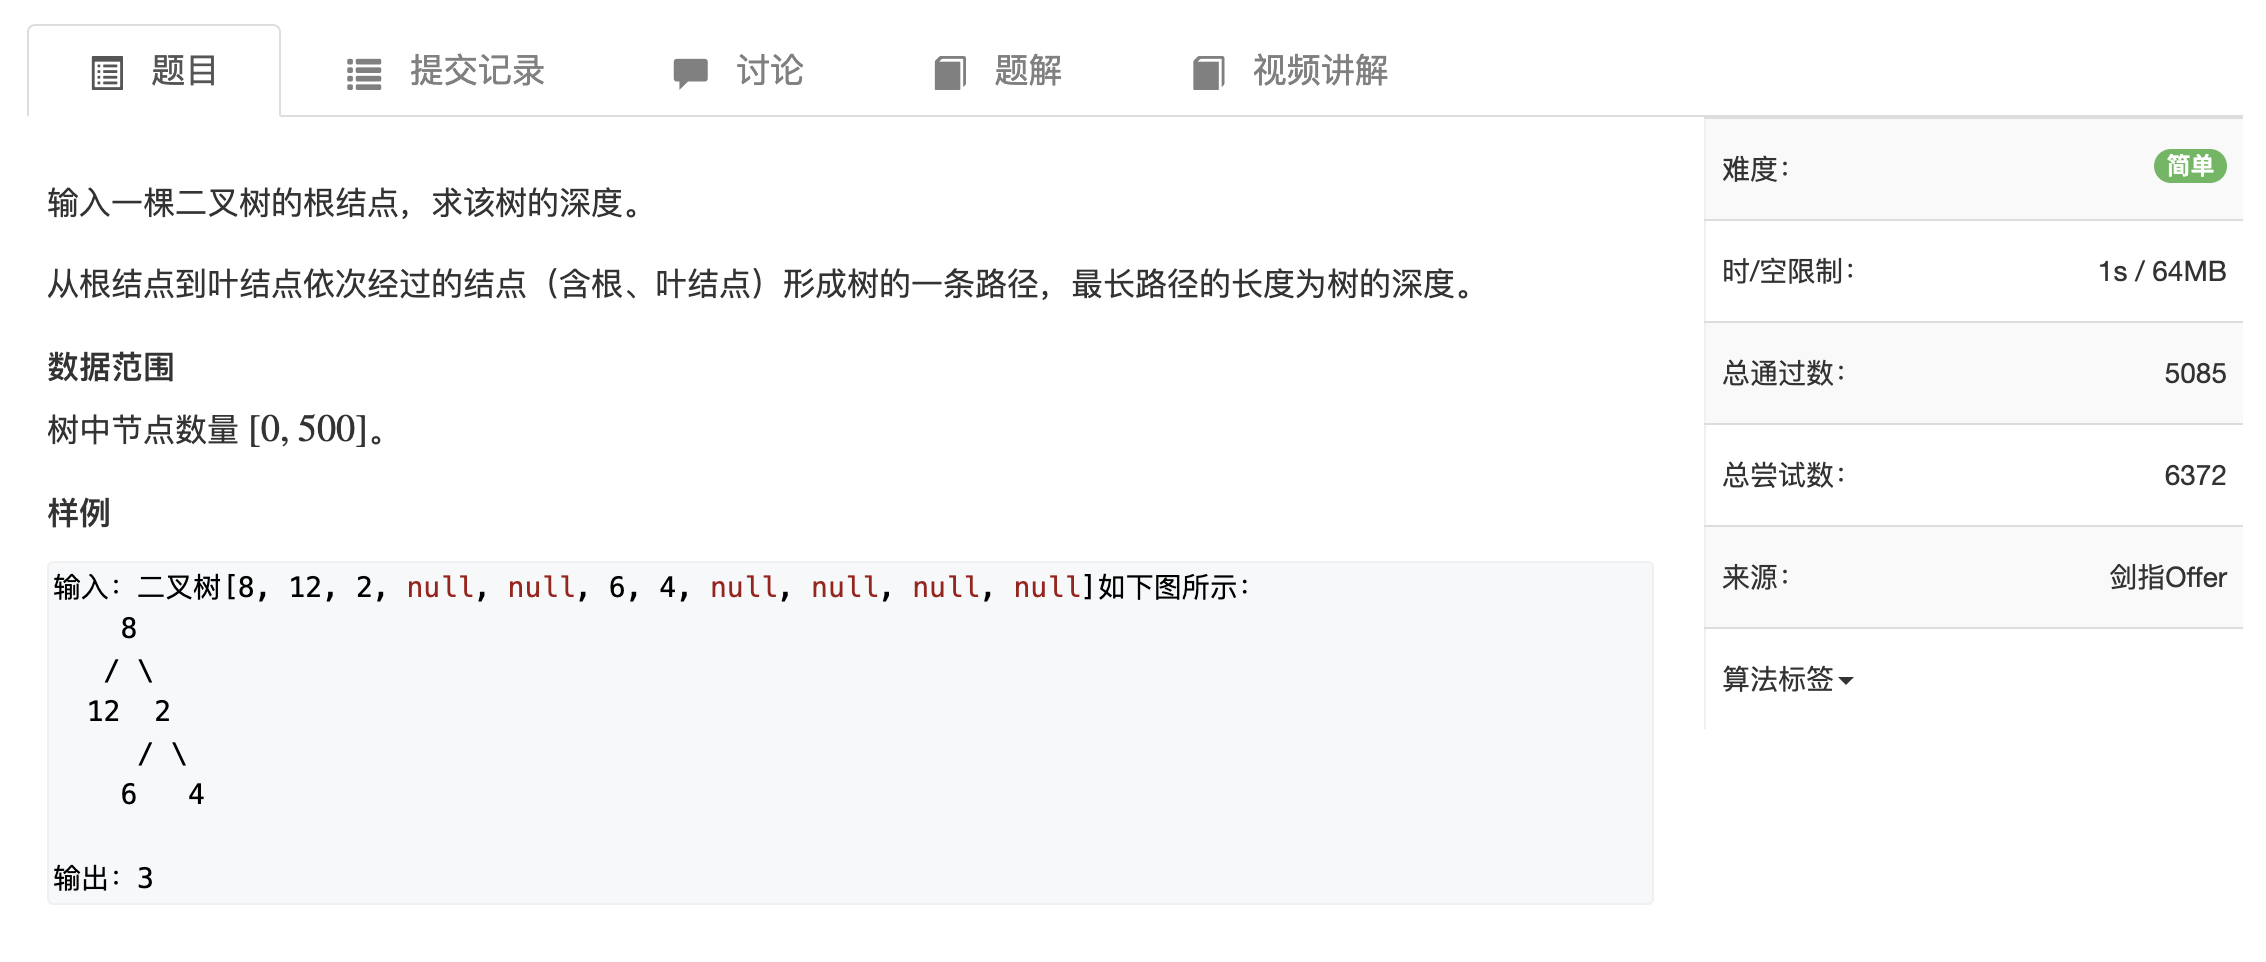 题目 提交记录 讨论 题解 视频讲解
输入一棵二叉树的根结点，求该树的深度。
从根结点到叶结点依次经过的结点（含根、叶结点）形成树的一条路径，最长路径的长度为树的深度。
数据范围
树中节点数量 [0, 500]。
样例
输入：二叉树[8, 12, 2, null, null, 6, 4, null, null, null, null]如下图所示：
    8
   / \
  12  2
     / \
    6   4
输出：3
难度： 简单
时/空限制： 1s / 64MB
总通过数： 5085
总尝试数： 6372
来源： 剑指Offer
算法标签